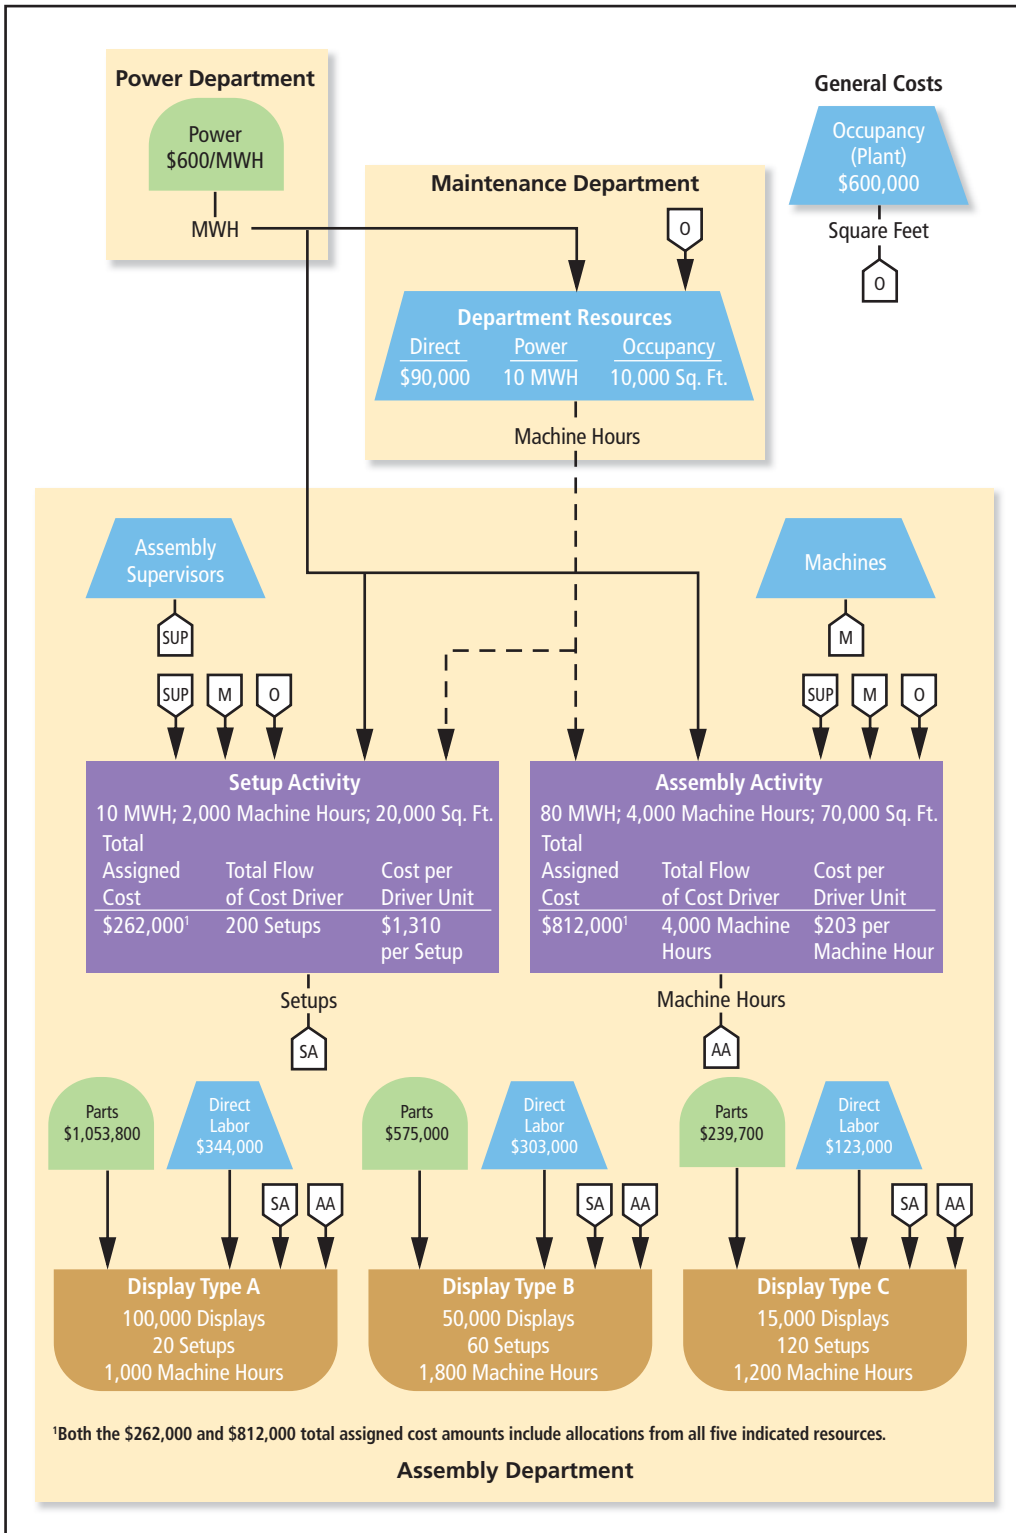 Power Department
Power
$600/MWH
MWH
General Costs
Occupancy
(Plant)
$600,000
Square Feet
O
Maintenance Department
O
Department Resources
Direct Power Occupancy
$90,000 10 MWH 10,000 Sq. Ft.
Machine Hours
Assembly
Supervisors
SUP
Machines
M
SUP M O
SUP M O
Setup Activity
10 MWH; 2,000 Machine Hours; 20,000 Sq. Ft.
Total
Assigned Total Flow Cost per
Cost of Cost Driver Driver Unit
$262,000¹ 200 Setups $1,310
per Setup
Assembly Activity
80 MWH; 4,000 Machine Hours; 70,000 Sq. Ft.
Total
Assigned Total Flow Cost per
Cost of Cost Driver Driver Unit
$812,000¹ 4,000 Machine $203 per
Hours Machine Hour
Setups
SA
Machine Hours
AA
Parts
$1,053,800
Direct
Labor
$344,000
SA AA
Parts
$575,000
Direct
Labor
$303,000
SA AA
Parts
$239,700
Direct
Labor
$123,000
SA AA
Display Type A
100,000 Displays
20 Setups
1,000 Machine Hours
Display Type B
50,000 Displays
60 Setups
1,800 Machine Hours
Display Type C
15,000 Displays
120 Setups
1,200 Machine Hours
¹Both the $262,000 and $812,000 total assigned cost amounts include allocations from all five indicated resources.
Assembly Department